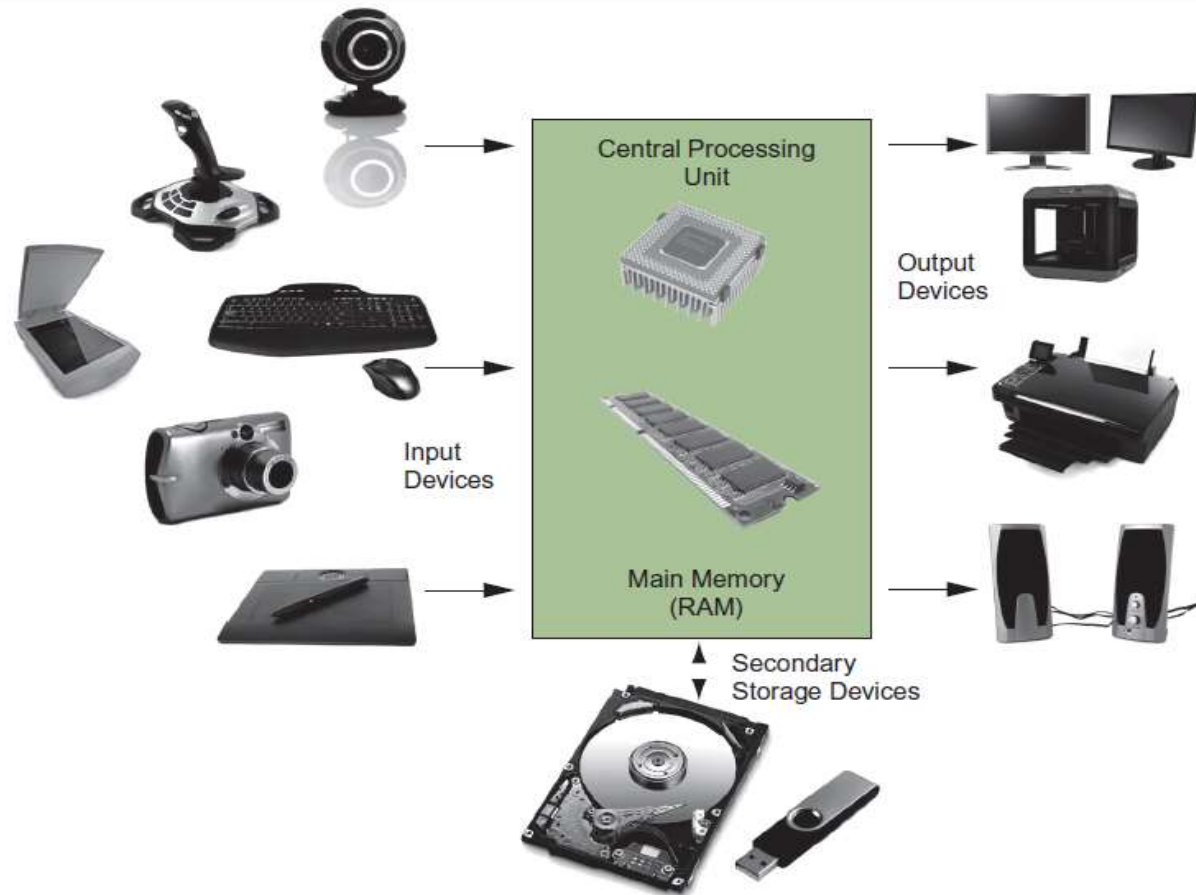 Central Processing
Unit
Output
Devices
Input
Devices
Main Memory
(RAM)
Secondary
Storage Devices